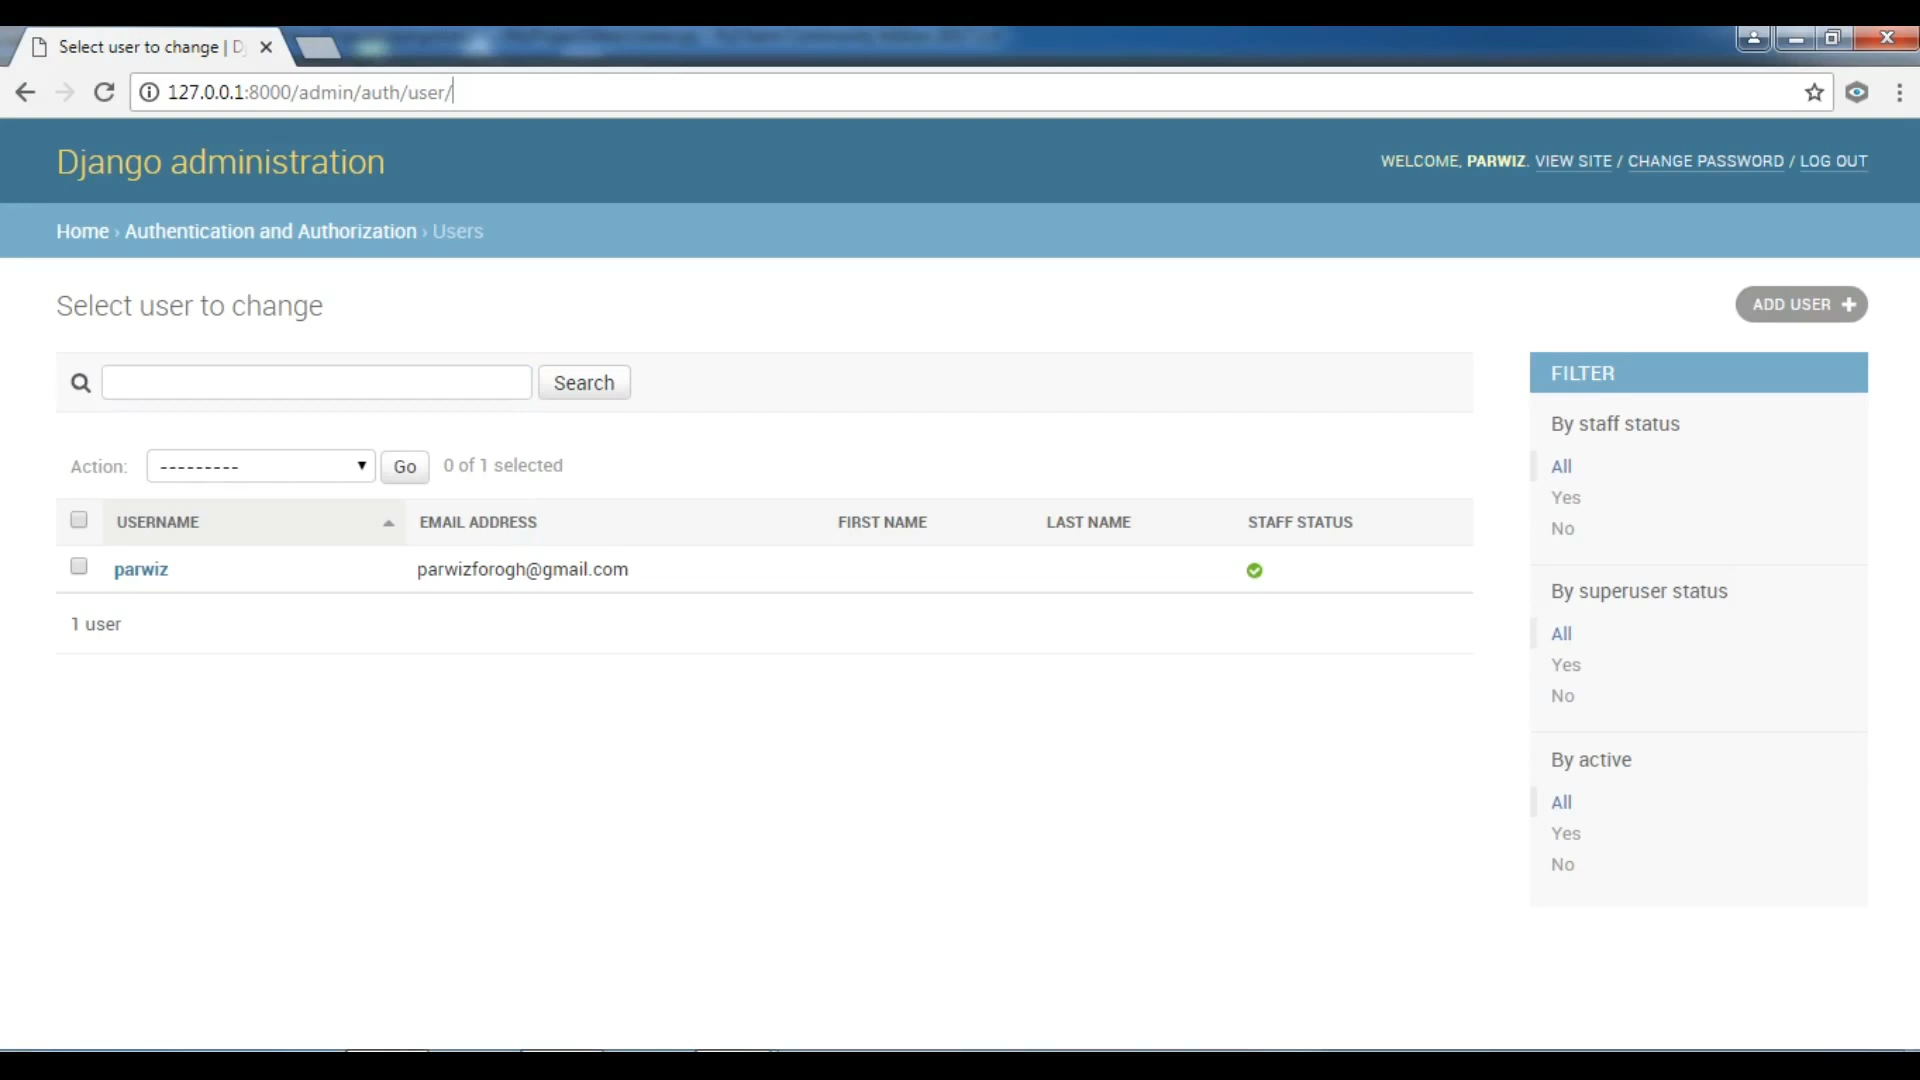 Select user to change | D
127.0.0.1:8000/admin/auth/user/
Django administration
WELCOME, PARWIZ. VIEW SITE / CHANGE PASSWORD / LOG OUT
Home › Authentication and Authorization › Users
Select user to change
ADD USER +
Search
FILTER
By staff status
All
Yes
No
Action: --------- Go 0 of 1 selected
USERNAME EMAIL ADDRESS FIRST NAME LAST NAME STAFF STATUS
parwiz parwizforogh@gmail.com
1 user
By superuser status
All
Yes
No
By active
All
Yes
No